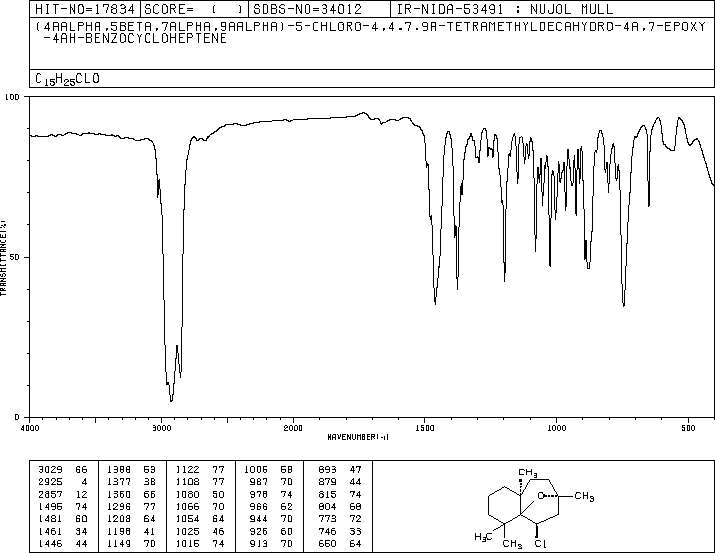 HIT-NO=17834 SCORE= ( ) SDBS-NO=34012 IR-NIDA-53491 : NUJOL MULL
(4AALPHA,5BETA,7ALPHA,9AALPHA)-5-CHLORO-4,4,7,9A-TETRAMETHYLDECAHYDRO-4A,7-EPOXY
-4AH-BENZOCYCLOHEPTENE
C15H25CLO
100
50
0
TRANSMITTANCE(%)
4000 3000 2000 1500 1000 500
WAVENUMBER(-1)
3029 66 1388 53 1122 77 1006 68 893 47
2925 4 1377 38 1108 77 987 70 879 44
2857 12 1360 66 1080 50 978 74 815 74
1495 74 1296 77 1066 70 966 62 804 68
1481 60 1208 64 1054 64 944 70 773 72
1461 34 1198 41 1025 46 926 60 746 33
1446 44 1149 70 1016 74 913 70 650 64
CH3
O
CH3
H3C
CH3
Cl